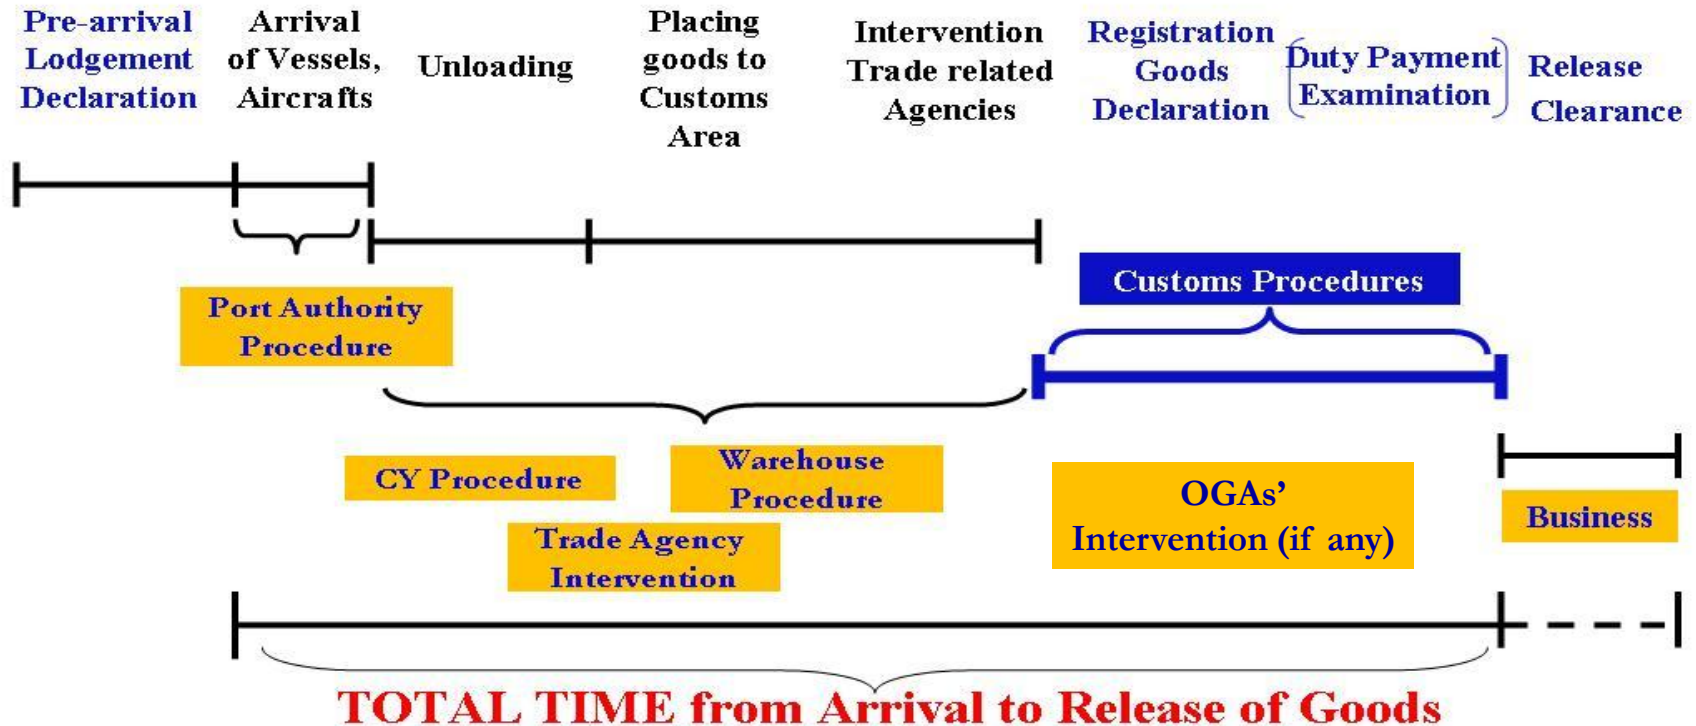 Pre-arrival
Lodgement
Declaration
Arrival
of Vessels,
Aircrafts
Unloading
Placing
goods to
Customs
Area
Intervention
Trade related
Agencies
Registration
Goods
Declaration
Duty Payment
Examination
Release
Clearance
Port Authority
Procedure
Customs Procedures
CY Procedure
Warehouse
Procedure
Trade Agency
Intervention
OGAs’
Intervention (if any)
Business
TOTAL TIME from Arrival to Release of Goods